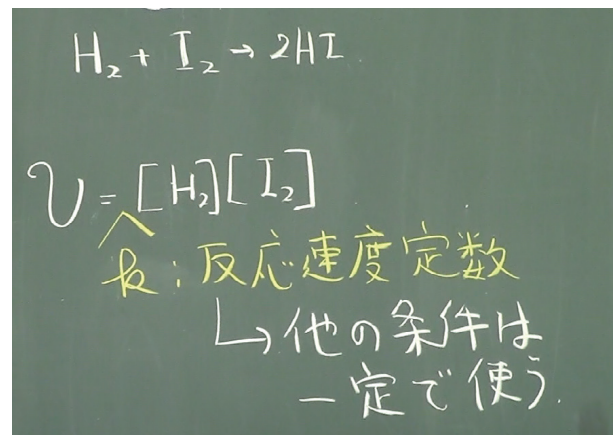 H₂ + I₂ → 2HI
v = [H₂][I₂]
k : 反応速度定数
↳ 他の条件は
一定で使う.